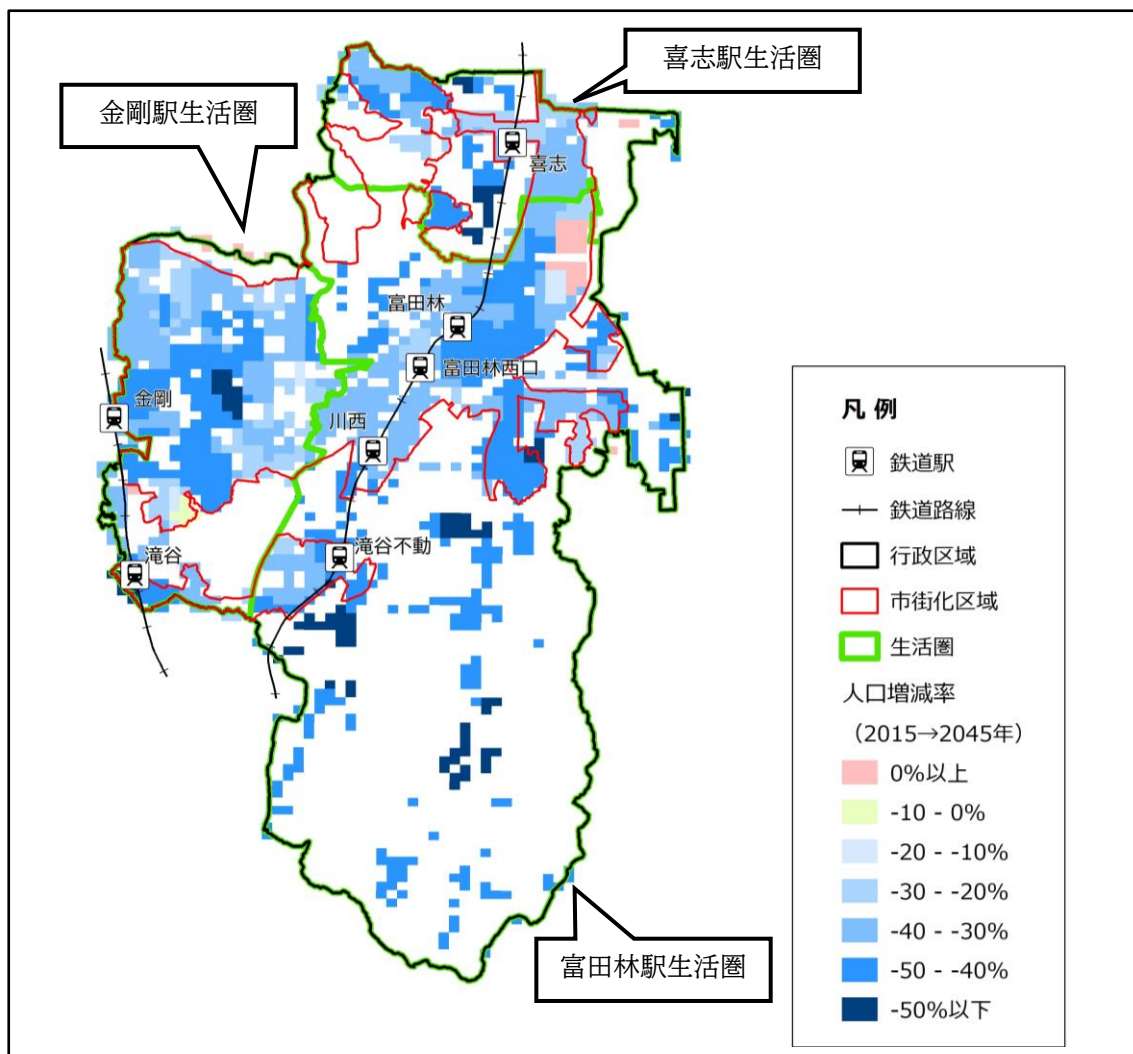 喜志駅生活圏
金剛駅生活圏
喜志
富田林
富田林西口
金剛
川西
滝谷不動
滝谷
富田林駅生活圏
凡 例
鉄道駅
鉄道路線
行政区域
市街化区域
生活圏
人口増減率
（2015→2045年）
0%以上
-10 - 0%
-20 - -10%
-30 - -20%
-40 - -30%
-50 - -40%
-50%以下